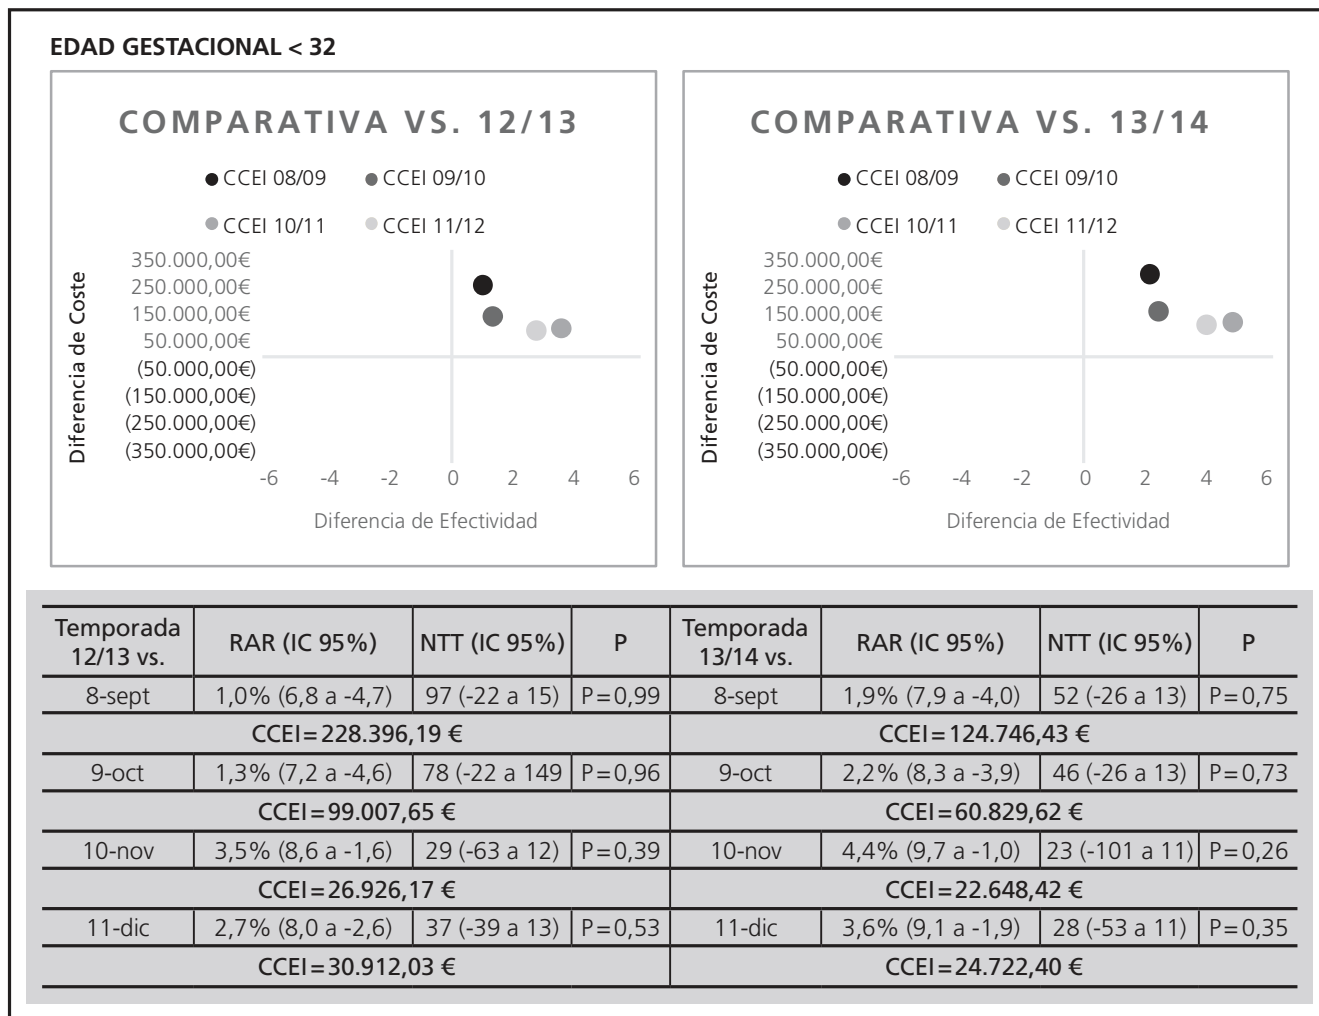 EDAD GESTACIONAL < 32
COMPARATIVA VS. 12/13
CCEI 08/09 CCEI 09/10
CCEI 10/11 CCEI 11/12
Diferencia de Coste
350.000,00€
250.000,00€
150.000,00€
50.000,00€
(50.000,00€)
(150.000,00€)
(250.000,00€)
(350.000,00€)
-6 -4 -2 0 2 4 6
Diferencia de Efectividad
COMPARATIVA VS. 13/14
CCEI 08/09 CCEI 09/10
CCEI 10/11 CCEI 11/12
Diferencia de Coste
350.000,00€
250.000,00€
150.000,00€
50.000,00€
(50.000,00€)
(150.000,00€)
(250.000,00€)
(350.000,00€)
-6 -4 -2 0 2 4 6
Diferencia de Efectividad
Temporada 12/13 vs. RAR (IC 95%) NTT (IC 95%) P Temporada 13/14 vs. RAR (IC 95%) NTT (IC 95%) P
8-sept 1,0% (6,8 a -4,7) 97 (-22 a 15) P=0,99 8-sept 1,9% (7,9 a -4,0) 52 (-26 a 13) P=0,75
CCEI=228.396,19 € CCEI=124.746,43 €
9-oct 1,3% (7,2 a -4,6) 78 (-22 a 149 P=0,96 9-oct 2,2% (8,3 a -3,9) 46 (-26 a 13) P=0,73
CCEI=99.007,65 € CCEI=60.829,62 €
10-nov 3,5% (8,6 a -1,6) 29 (-63 a 12) P=0,39 10-nov 4,4% (9,7 a -1,0) 23 (-101 a 11) P=0,26
CCEI=26.926,17 € CCEI=22.648,42 €
11-dic 2,7% (8,0 a -2,6) 37 (-39 a 13) P=0,53 11-dic 3,6% (9,1 a -1,9) 28 (-53 a 11) P=0,35
CCEI=30.912,03 € CCEI=24.722,40 €